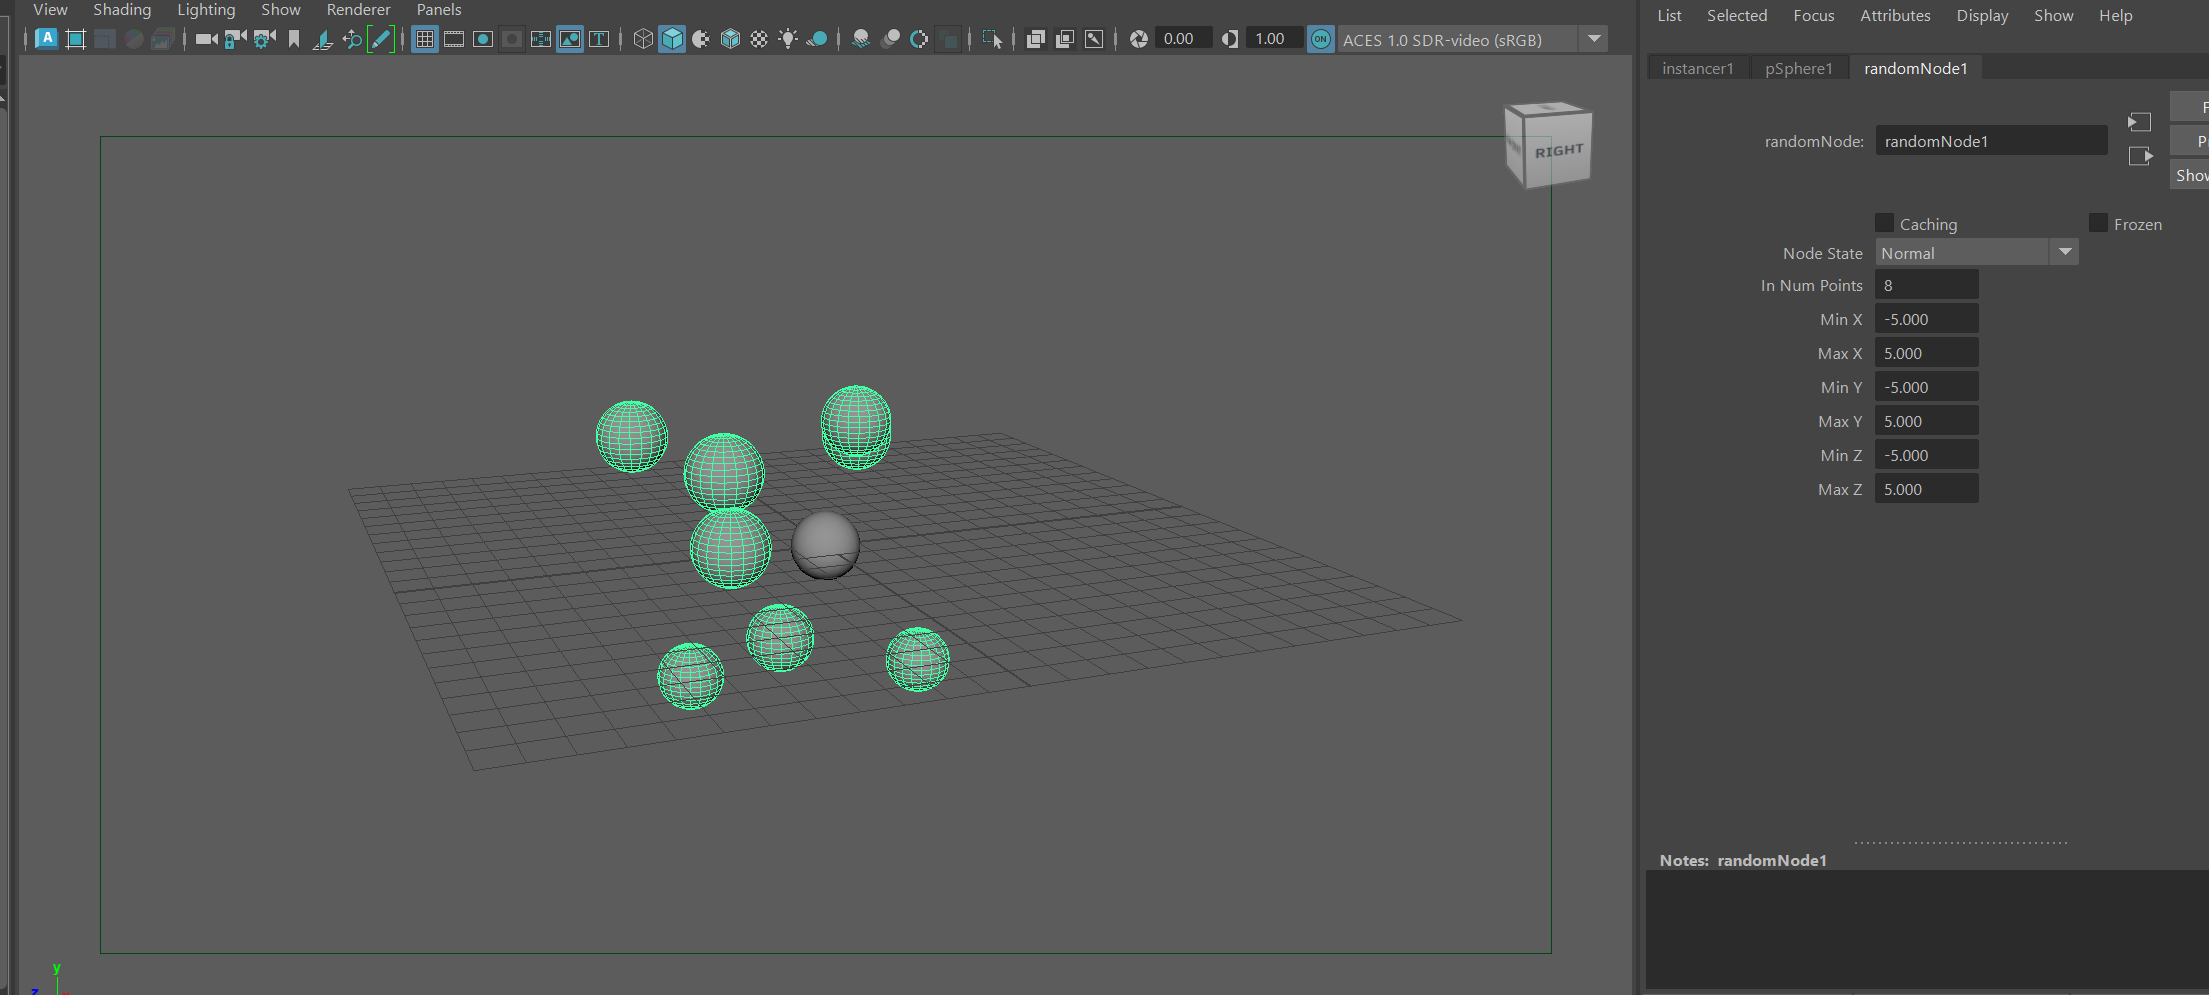 View Shading Lighting Show Renderer Panels
List Selected Focus Attributes Display Show Help
A T 0.00 1.00 ON ACES 1.0 SDR-video (sRGB)
instancer1 pSphere1 randomNode1
RIGHT
randomNode: randomNode1
Show
Caching Frozen
Node State Normal
In Num Points 8
Min X -5.000
Max X 5.000
Min Y -5.000
Max Y 5.000
Min Z -5.000
Max Z 5.000
Notes: randomNode1
y
z